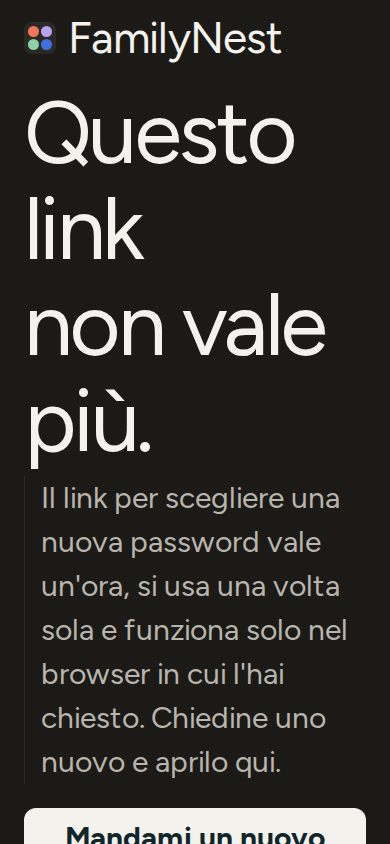 FamilyNest
Questo
link
non vale
più.
Il link per scegliere una
nuova password vale
un'ora, si usa una volta
sola e funziona solo nel
browser in cui l'hai
chiesto. Chiedine uno
nuovo e aprilo qui.
Mandami un nuovo